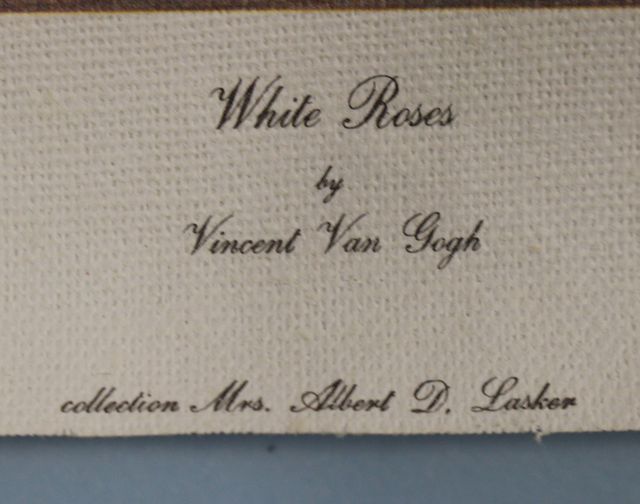 White Roses
by
Vincent Van Gogh
collection Mrs. Albert D. Lasker